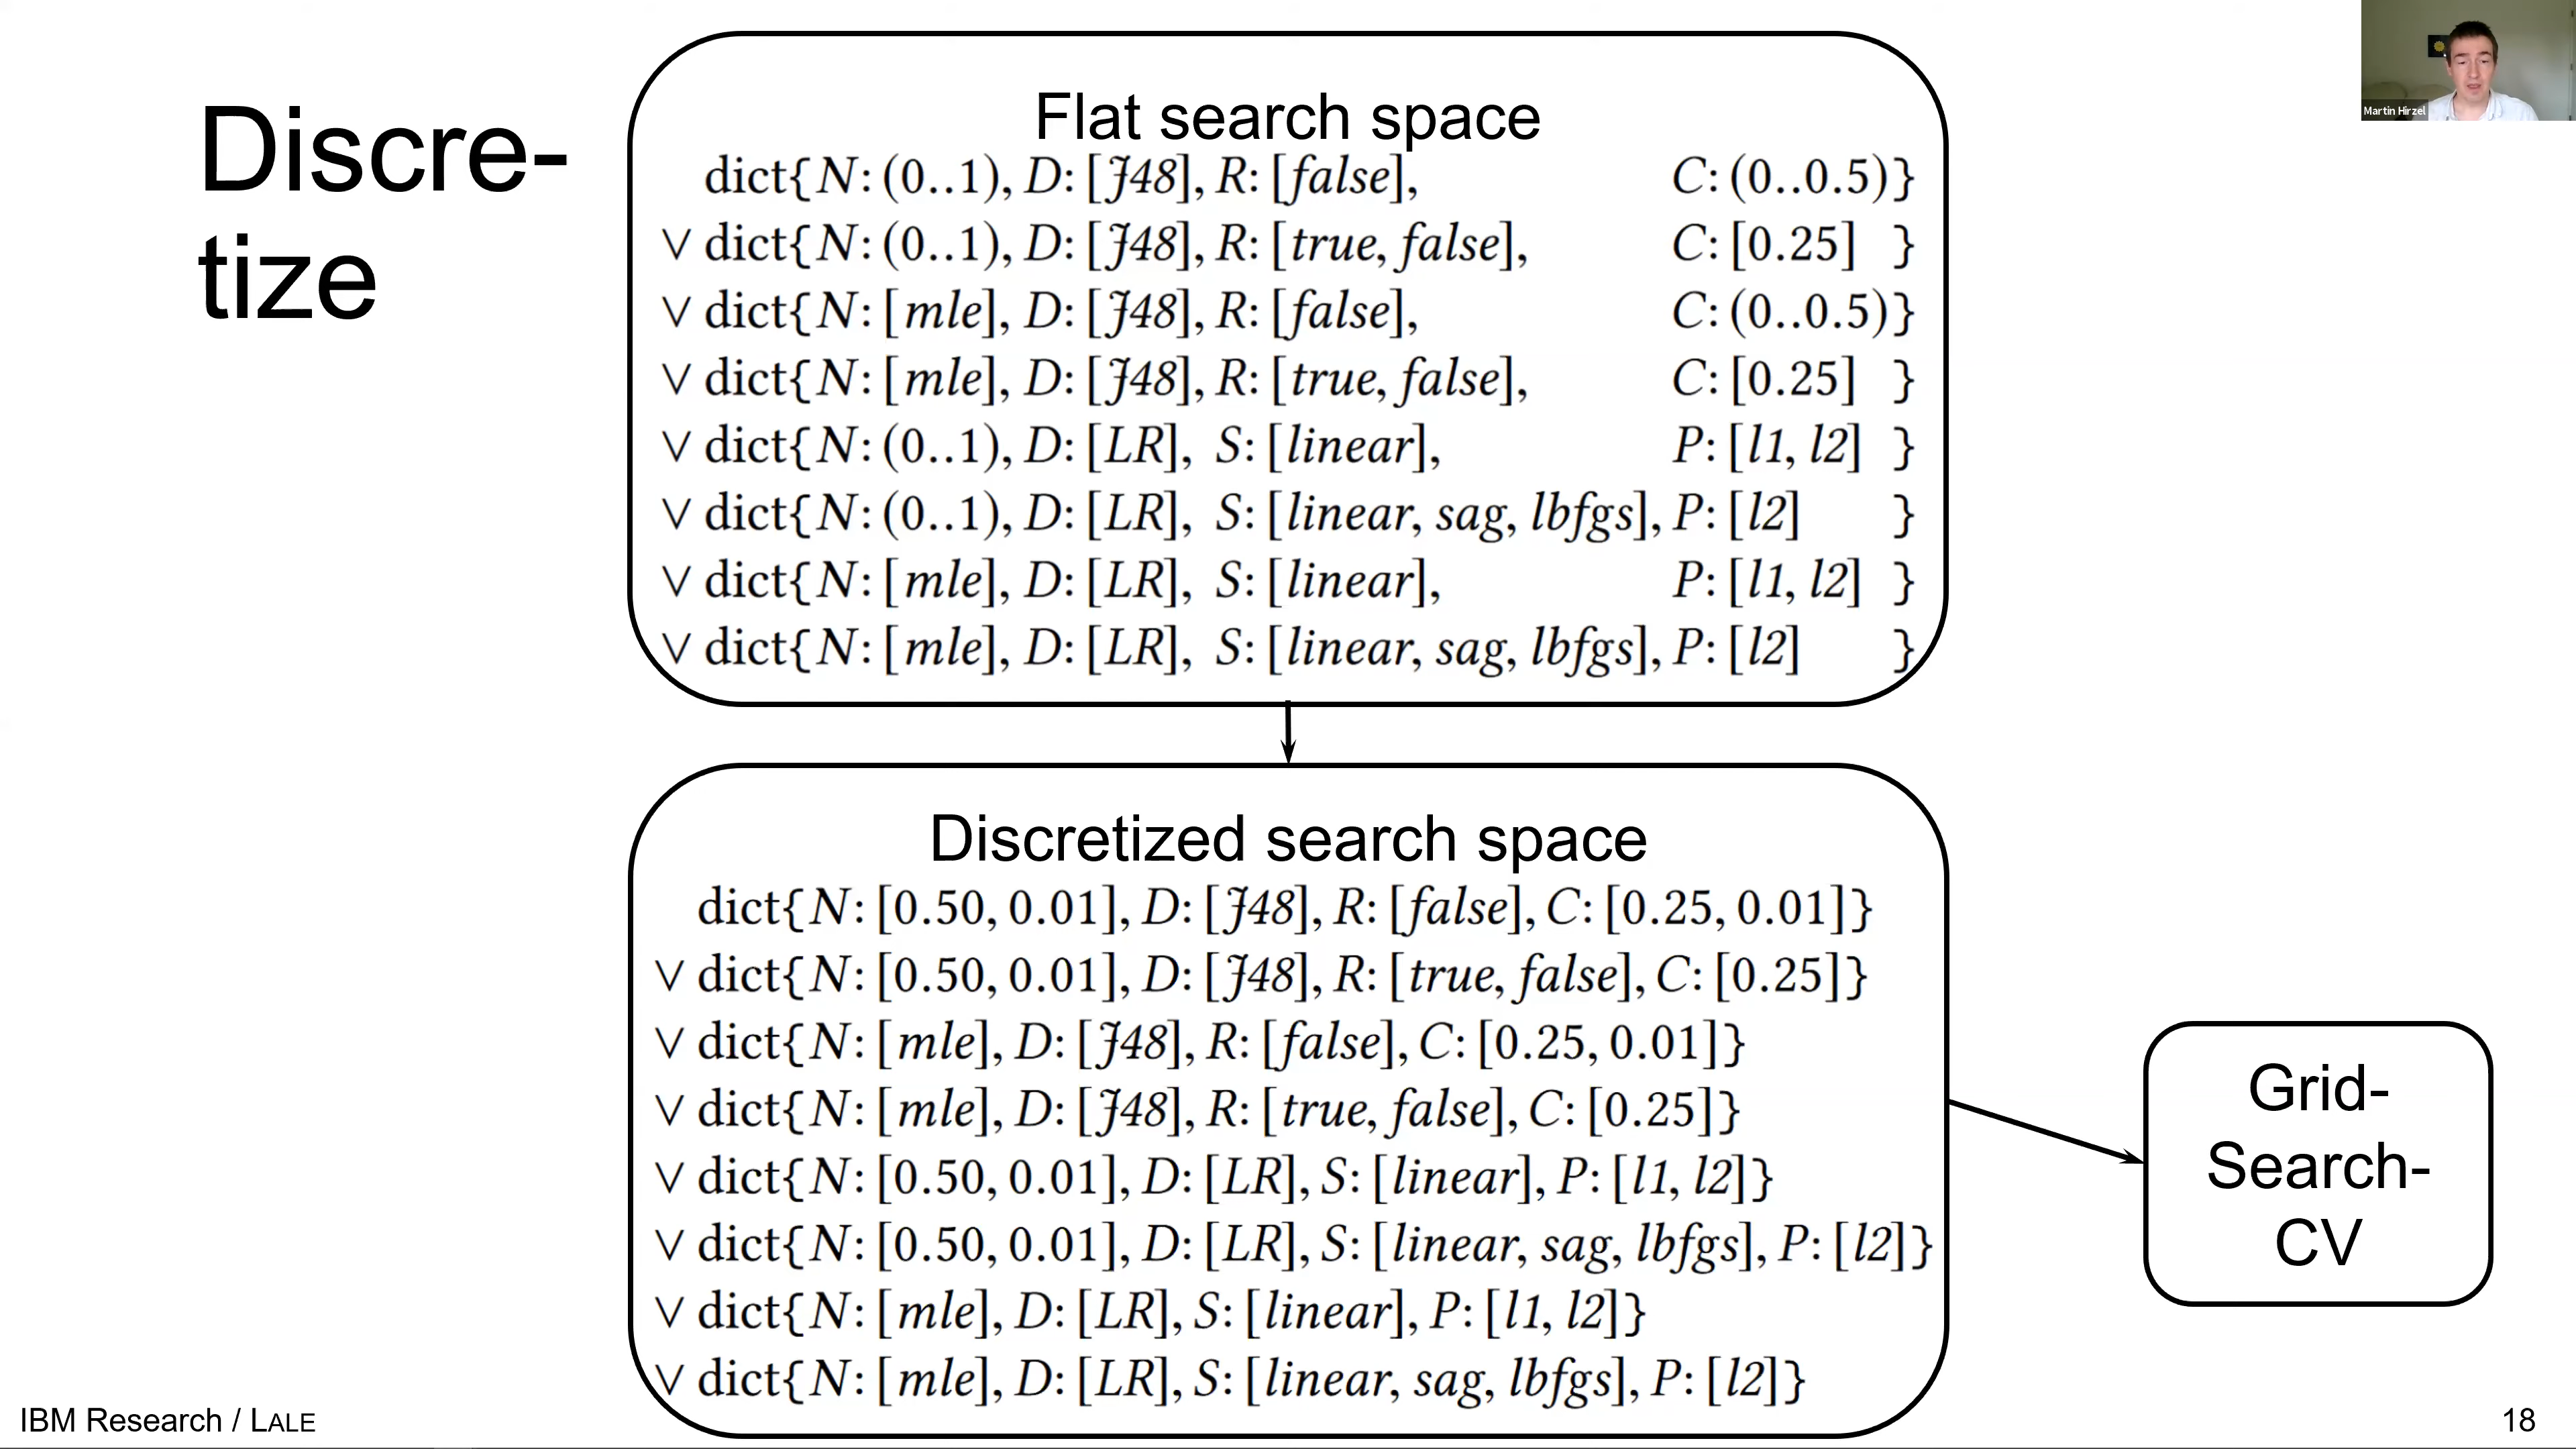 Discre-
tize
Flat search space
dict{N: (0..1), D: [J48], R: [false], C: (0..0.5)}
∨ dict{N: (0..1), D: [J48], R: [true, false], C: [0.25] }
∨ dict{N: [mle], D: [J48], R: [false], C: (0..0.5)}
∨ dict{N: [mle], D: [J48], R: [true, false], C: [0.25] }
∨ dict{N: (0..1), D: [LR], S: [linear], P: [l1, l2] }
∨ dict{N: (0..1), D: [LR], S: [linear, sag, lbfgs], P: [l2] }
∨ dict{N: [mle], D: [LR], S: [linear], P: [l1, l2] }
∨ dict{N: [mle], D: [LR], S: [linear, sag, lbfgs], P: [l2] }
Discretized search space
dict{N: [0.50, 0.01], D: [J48], R: [false], C: [0.25, 0.01]}
∨ dict{N: [0.50, 0.01], D: [J48], R: [true, false], C: [0.25]}
∨ dict{N: [mle], D: [J48], R: [false], C: [0.25, 0.01]}
∨ dict{N: [mle], D: [J48], R: [true, false], C: [0.25]}
∨ dict{N: [0.50, 0.01], D: [LR], S: [linear], P: [l1, l2]}
∨ dict{N: [0.50, 0.01], D: [LR], S: [linear, sag, lbfgs], P: [l2]}
∨ dict{N: [mle], D: [LR], S: [linear], P: [l1, l2]}
∨ dict{N: [mle], D: [LR], S: [linear, sag, lbfgs], P: [l2]}
Grid-
Search-
CV
Martin Hirzel
IBM Research / LALE
18